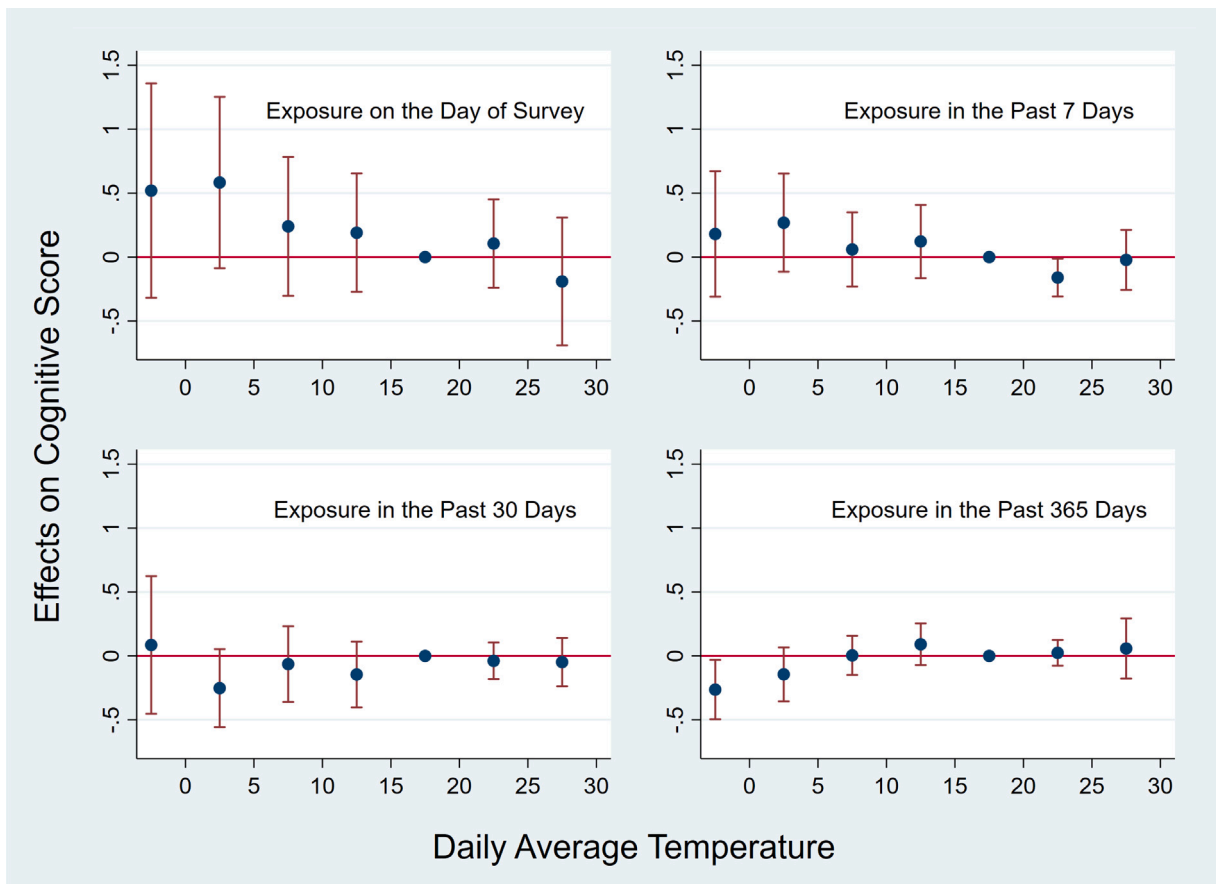 Effects on Cognitive Score
Exposure on the Day of Survey
1.5
1
.5
0
-.5
0 5 10 15 20 25 30
Exposure in the Past 7 Days
1.5
1
.5
0
-.5
0 5 10 15 20 25 30
Exposure in the Past 30 Days
1.5
1
.5
0
-.5
0 5 10 15 20 25 30
Exposure in the Past 365 Days
1.5
1
.5
0
-.5
0 5 10 15 20 25 30
Daily Average Temperature